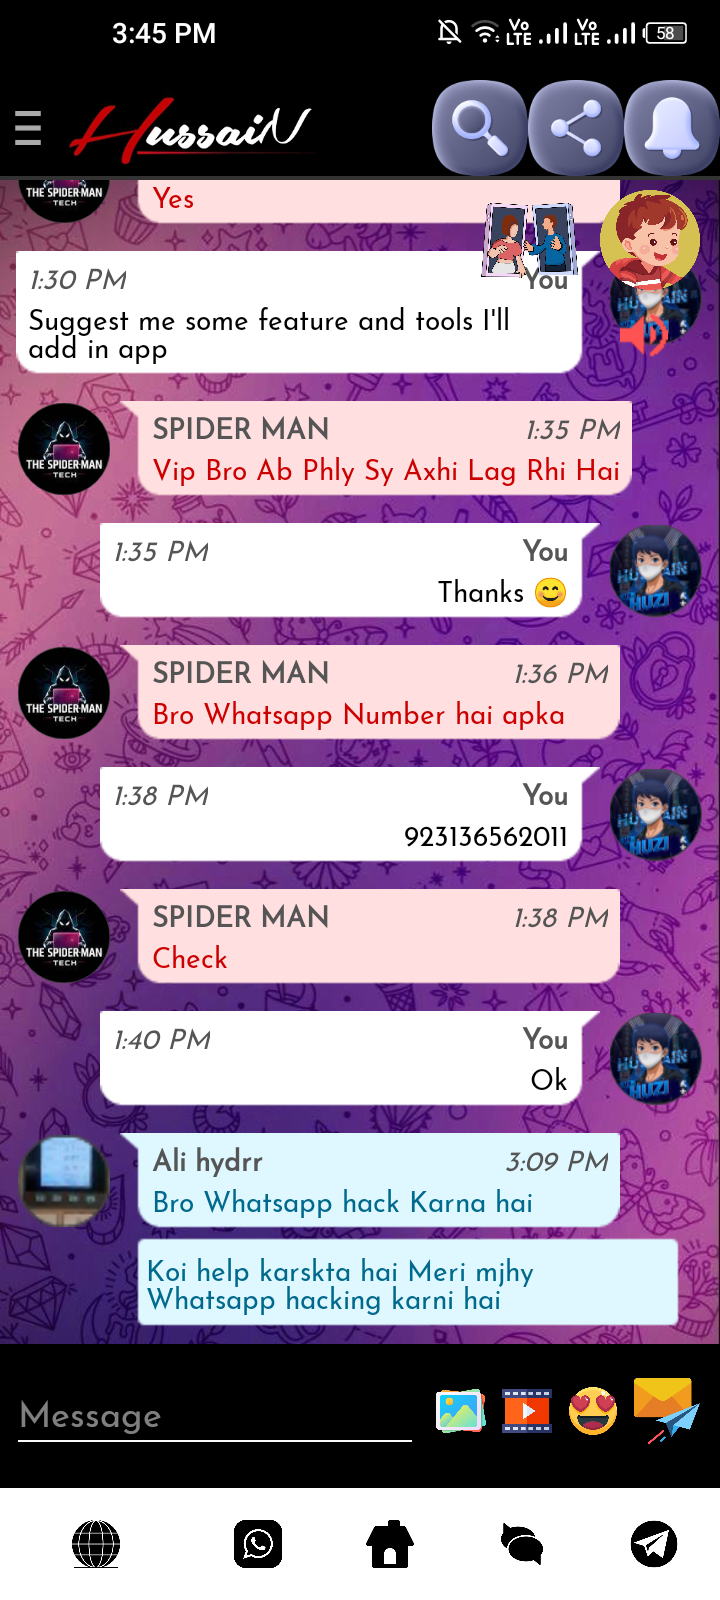 3:45 PM
Vo LTE
Vo LTE
58
HussaiN
THE SPIDER-MAN
TECH
Yes
1:30 PM
You
Suggest me some feature and tools I'll
add in app
SPIDER MAN
1:35 PM
THE SPIDER-MAN
TECH
Vip Bro Ab Phly Sy Axhi Lag Rhi Hai
1:35 PM
You
Thanks 😊
HUZI
SPIDER MAN
1:36 PM
THE SPIDER-MAN
TECH
Bro Whatsapp Number hai apka
1:38 PM
You
923136562011
HUZI
SPIDER MAN
1:38 PM
THE SPIDER-MAN
TECH
Check
1:40 PM
You
Ok
HUZI
Ali hydrr
3:09 PM
Bro Whatsapp hack Karna hai
Koi help karskta hai Meri mjhy
Whatsapp hacking karni hai
Message